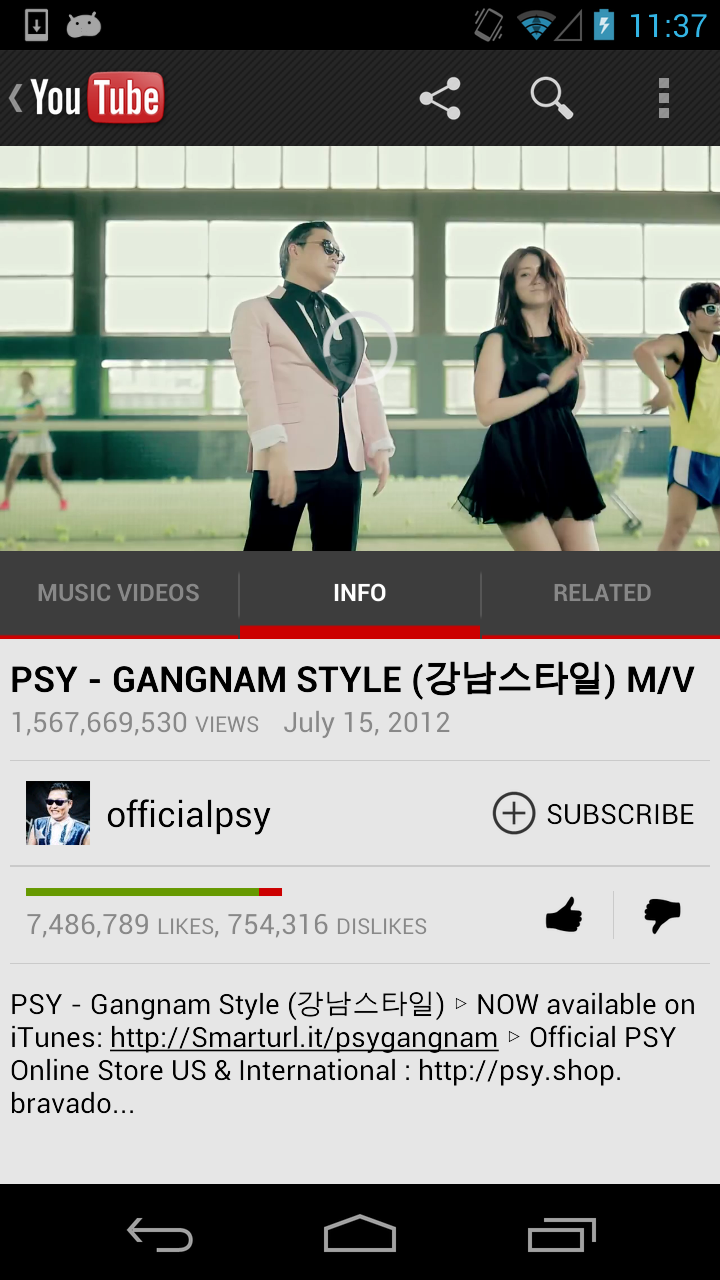 11:37
YouTube
MUSIC VIDEOS
INFO
RELATED
PSY - GANGNAM STYLE (강남스타일) M/V
1,567,669,530 VIEWS July 15, 2012
officialpsy
SUBSCRIBE
7,486,789 LIKES, 754,316 DISLIKES
PSY - Gangnam Style (강남스타일) ▹ NOW available on
iTunes: http://Smarturl.it/psygangnam ▹ Official PSY
Online Store US & International : http://psy.shop.
bravado...